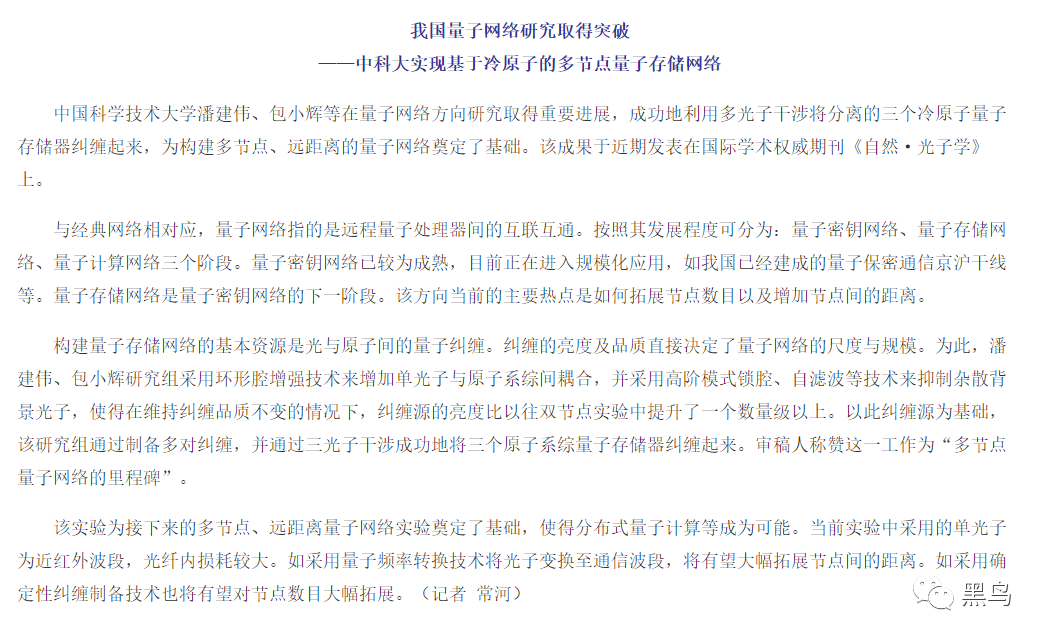 我国量子网络研究取得突破
——中科大实现基于冷原子的多节点量子存储网络
中国科学技术大学潘建伟、包小辉等在量子网络方向研究取得重要进展，成功地利用多光子干涉将分离的三个冷原子量子
存储器纠缠起来，为构建多节点、远距离的量子网络奠定了基础。该成果于近期发表在国际学术权威期刊《自然·光子学》
上。
与经典网络相对应，量子网络指的是远程量子处理器间的互联互通。按照其发展程度可分为：量子密钥网络、量子存储网
络、量子计算网络三个阶段。量子密钥网络已较为成熟，目前正在进入规模化应用，如我国已经建成的量子保密通信京沪干线
等。量子存储网络是量子密钥网络的下一阶段。该方向当前的主要热点是如何拓展节点数目以及增加节点间的距离。
构建量子存储网络的基本资源是光与原子间的量子纠缠。纠缠的亮度及品质直接决定了量子网络的尺度与规模。为此，潘
建伟、包小辉研究组采用环形腔增强技术来增加单光子与原子系综间耦合，并采用高阶模式锁腔、自滤波等技术来抑制杂散背
景光子，使得在维持纠缠品质不变的情况下，纠缠源的亮度比以往双节点实验中提升了一个数量级以上。以此纠缠源为基础，
该研究组通过制备多对纠缠，并通过三光子干涉成功地将三个原子系综量子存储器纠缠起来。审稿人称赞这一工作为“多节点
量子网络的里程碑”。
该实验为接下来的多节点、远距离量子网络实验奠定了基础，使得分布式量子计算等成为可能。当前实验中采用的单光子
为近红外波段，光纤内损耗较大。如采用量子频率转换技术将光子变换至通信波段，将有望大幅拓展节点间的距离。如采用确
定性纠缠制备技术也将有望对节点数目大幅拓展。（记者 常河）
黑鸟